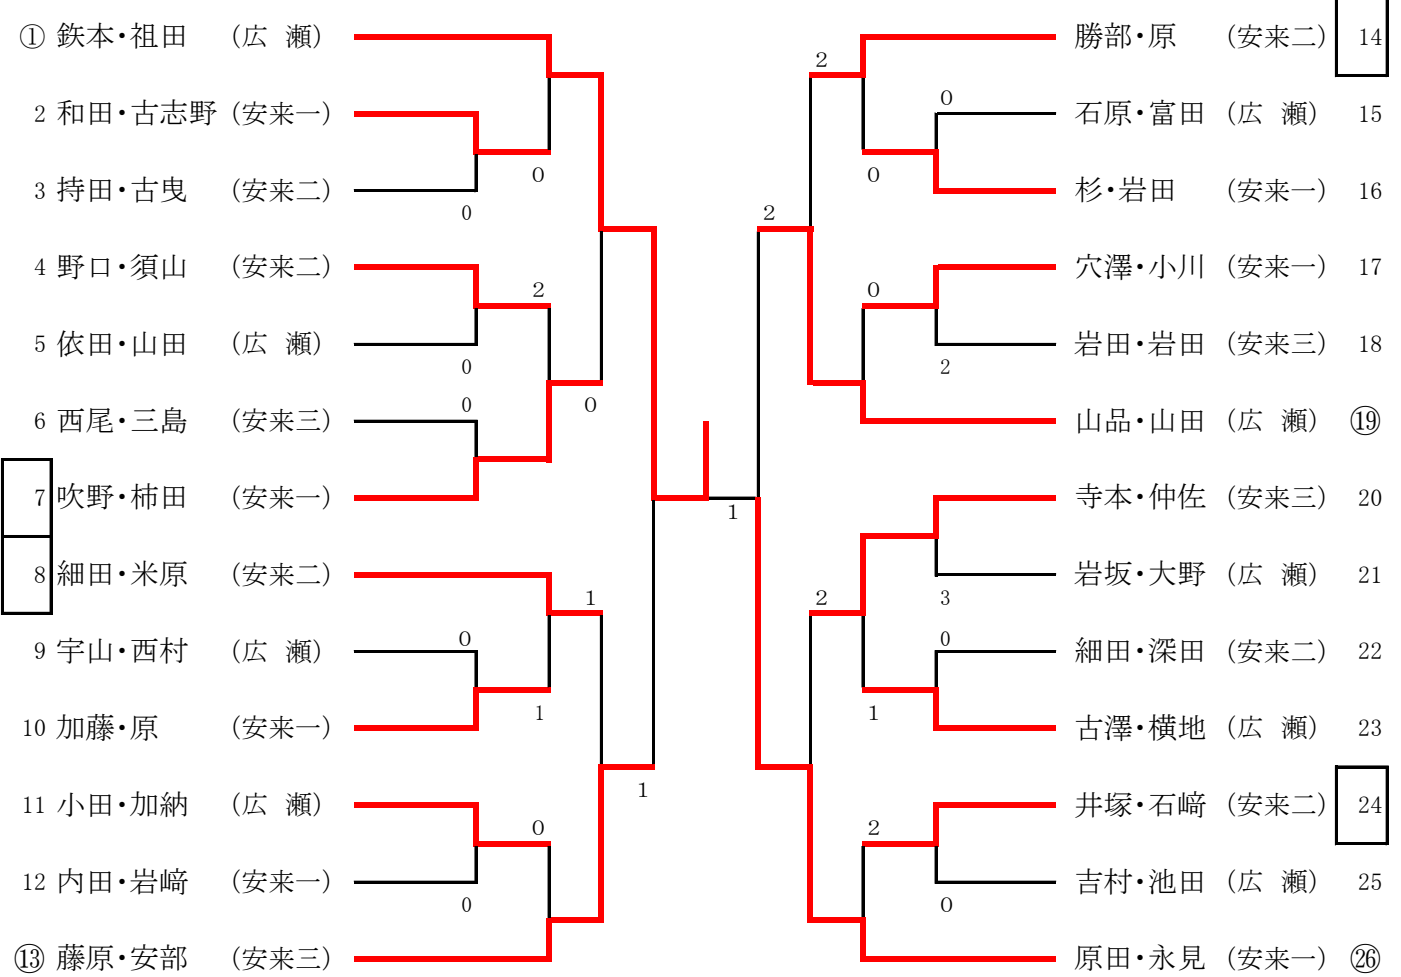 ① 鉃本・祖田 （広 瀬）
2 和田・古志野 （安来一）
0
3 持田・古曳 （安来二）
0
4 野口・須山 （安来二）
2
5 依田・山田 （広 瀬）
0
0
6 西尾・三島 （安来三）
0
7 吹野・柿田 （安来一）
8 細田・米原 （安来二）
1
0
9 宇山・西村 （広 瀬）
1
10 加藤・原 （安来一）
1
11 小田・加納 （広 瀬）
0
12 内田・岩﨑 （安来一）
0
⑬ 藤原・安部 （安来三）
1
勝部・原 （安来二） 14
2
0
石原・富田 （広 瀬） 15
0
杉・岩田 （安来一） 16
2
穴澤・小川 （安来一） 17
0
岩田・岩田 （安来三） 18
2
山品・山田 （広 瀬） ⑲
寺本・仲佐 （安来三） 20
岩坂・大野 （広 瀬） 21
2
3
0
細田・深田 （安来二） 22
1
古澤・横地 （広 瀬） 23
井塚・石﨑 （安来二） 24
2
吉村・池田 （広 瀬） 25
0
原田・永見 （安来一） ㉖